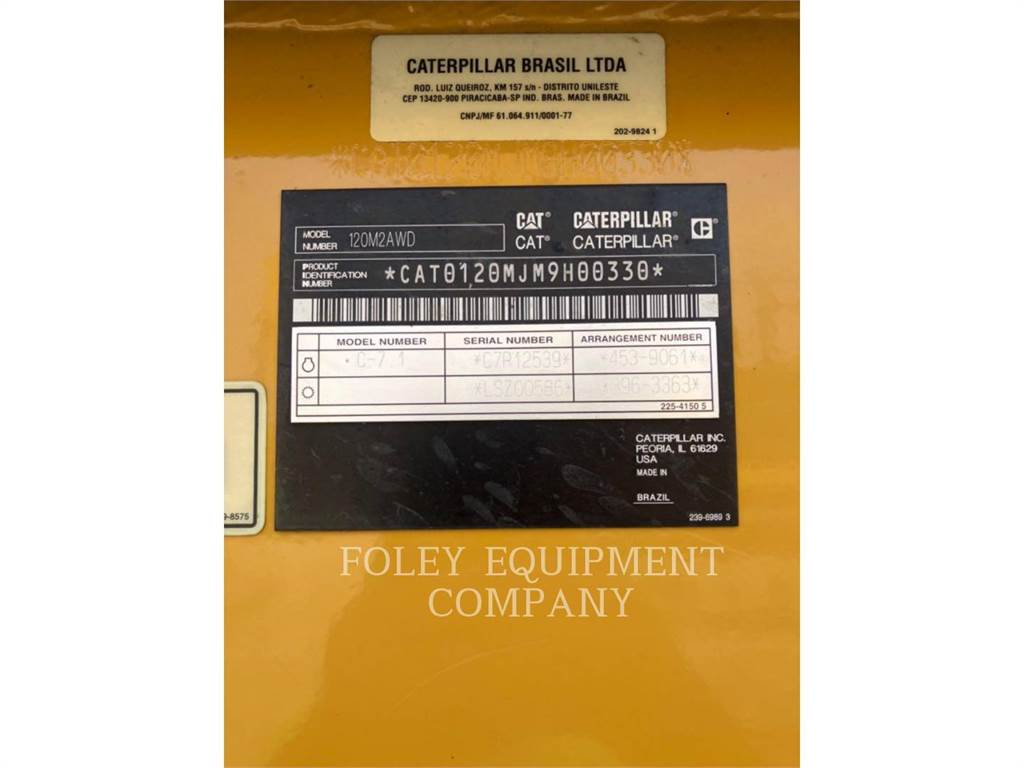 CATERPILLAR BRASIL LTDA
ROD. LUIZ QUEIROZ, KM 157 s/n - DISTRITO UNILESTE
CEP 13420-900 PIRACICABA-SP IND. BRAS. MADE IN BRAZIL
CNPJ/MF 61.064.911/0001-77
202-9824 1
MODEL NUMBER 120M2AWD
CAT® CATERPILLAR®
CAT® CATERPILLAR®
PRODUCT IDENTIFICATION NUMBER *CAT0120MJM9H00330*
MODEL NUMBER SERIAL NUMBER ARRANGEMENT NUMBER
C-7.1 *C7R12539* *453-9061*
*LSZ00586* *396-3363*
225-4150 5
CATERPILLAR INC.
PEORIA, IL 61629
USA
MADE IN
BRAZIL
239-6989 3
9-8575
FOLEY EQUIPMENT
COMPANY